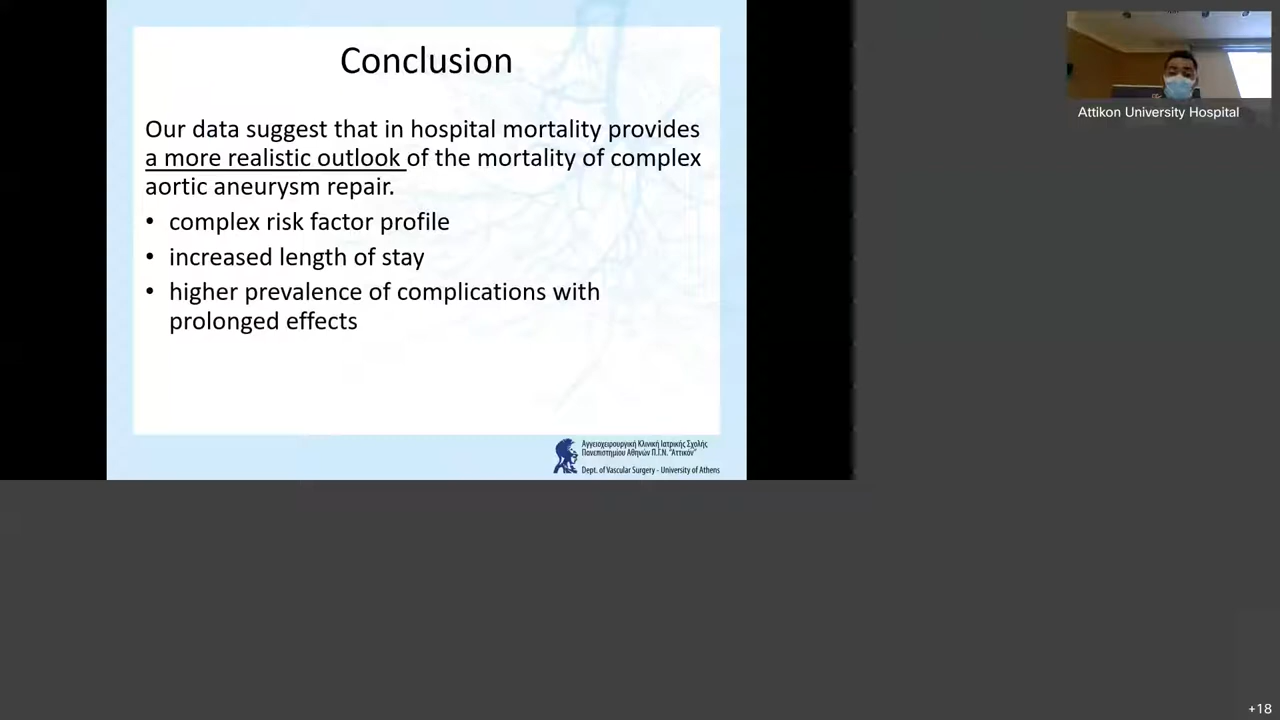 Conclusion
Our data suggest that in hospital mortality provides
a more realistic outlook of the mortality of complex
aortic aneurysm repair.
• complex risk factor profile
• increased length of stay
• higher prevalence of complications with
prolonged effects
Αγγειοχειρουργική Κλινική Ιατρικής Σχολής
Πανεπιστημίου Αθηνών Π.Γ.Ν. "Αττικόν"
Dept. of Vascular Surgery - University of Athens
Attikon University Hospital
+18